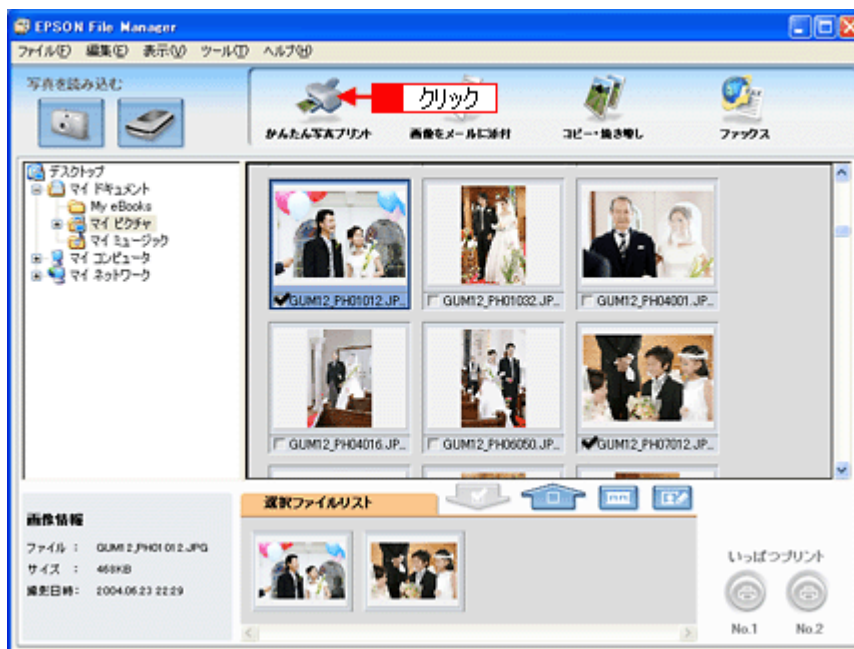 EPSON File Manager
ファイル(F) 編集(E) 表示(V) ツール(T) ヘルプ(H)
写真を読み込む
クリック
かんたん写真プリント 画像をメールに添付 コピー・焼き増し ファックス
デスクトップ
マイ ドキュメント
My eBooks
マイ ピクチャ
マイ ミュージック
マイ コンピュータ
マイ ネットワーク
GUM12_PH01012.JP... GUM12_PH01032.JP... GUM12_PH04001.JP...
GUM12_PH04016.JP... GUM12_PH06050.JP... GUM12_PH07012.JP...
選択ファイルリスト
画像情報
ファイル : GUM12_PH01012.JPG
サイズ : 468KB
撮影日時: 2004.06.23 22:29
いっぱつプリント
No.1 No.2